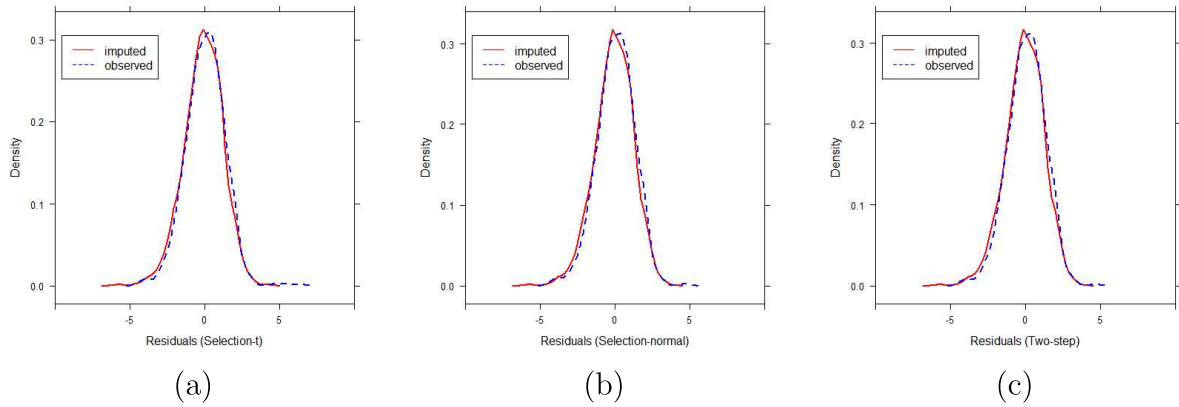 0.3
0.2
0.1
0.0
Density
imputed
observed
-5 0 5
Residuals (Selection-t)
(a)
0.3
0.2
0.1
0.0
Density
imputed
observed
-5 0 5
Residuals (Selection-normal)
(b)
0.3
0.2
0.1
0.0
Density
imputed
observed
-5 0 5
Residuals (Two-step)
(c)